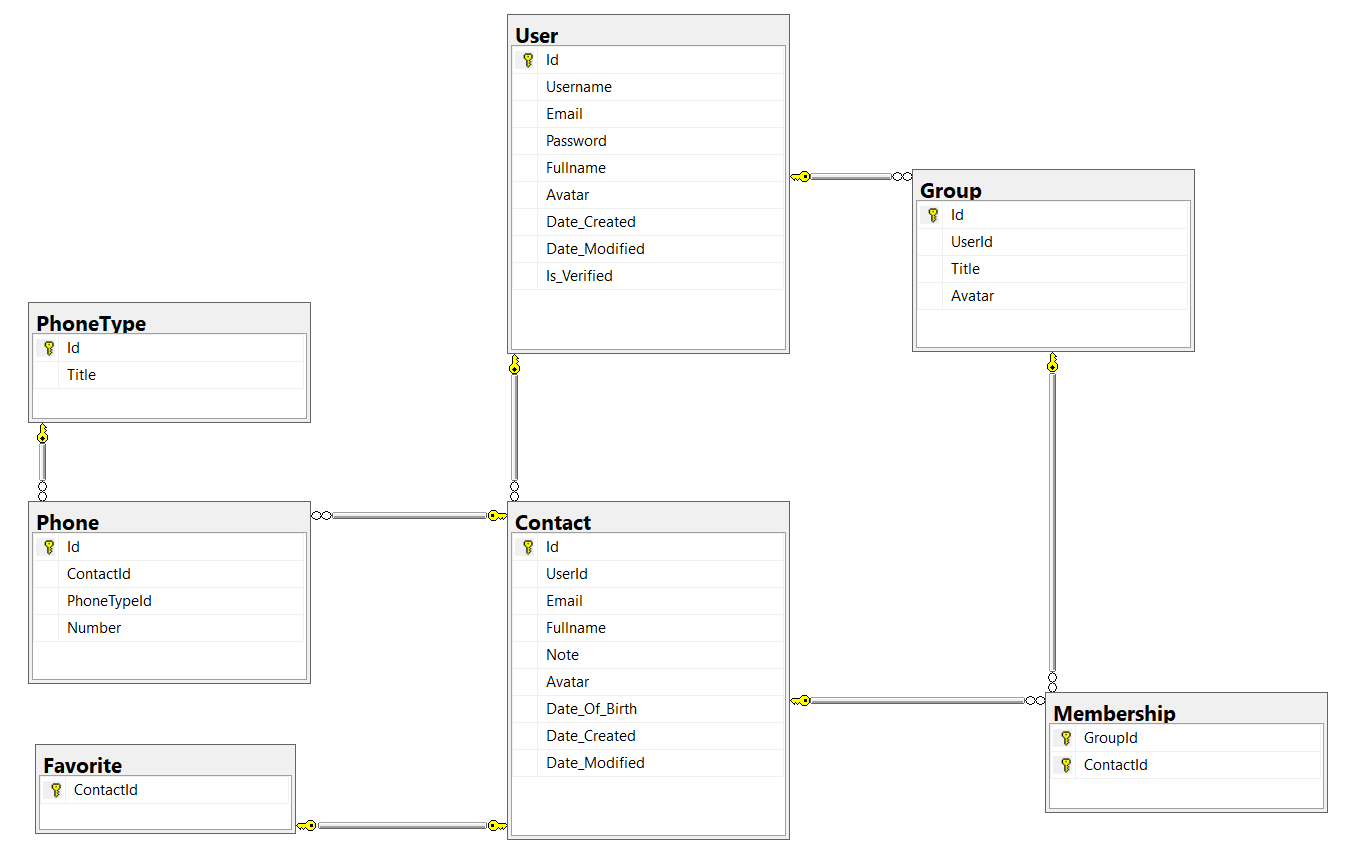 User
Id
Username
Email
Password
Fullname
Avatar
Date_Created
Date_Modified
Is_Verified
Group
Id
UserId
Title
Avatar
PhoneType
Id
Title
Phone
Id
ContactId
PhoneTypeId
Number
Contact
Id
UserId
Email
Fullname
Note
Avatar
Date_Of_Birth
Date_Created
Date_Modified
Membership
GroupId
ContactId
Favorite
ContactId